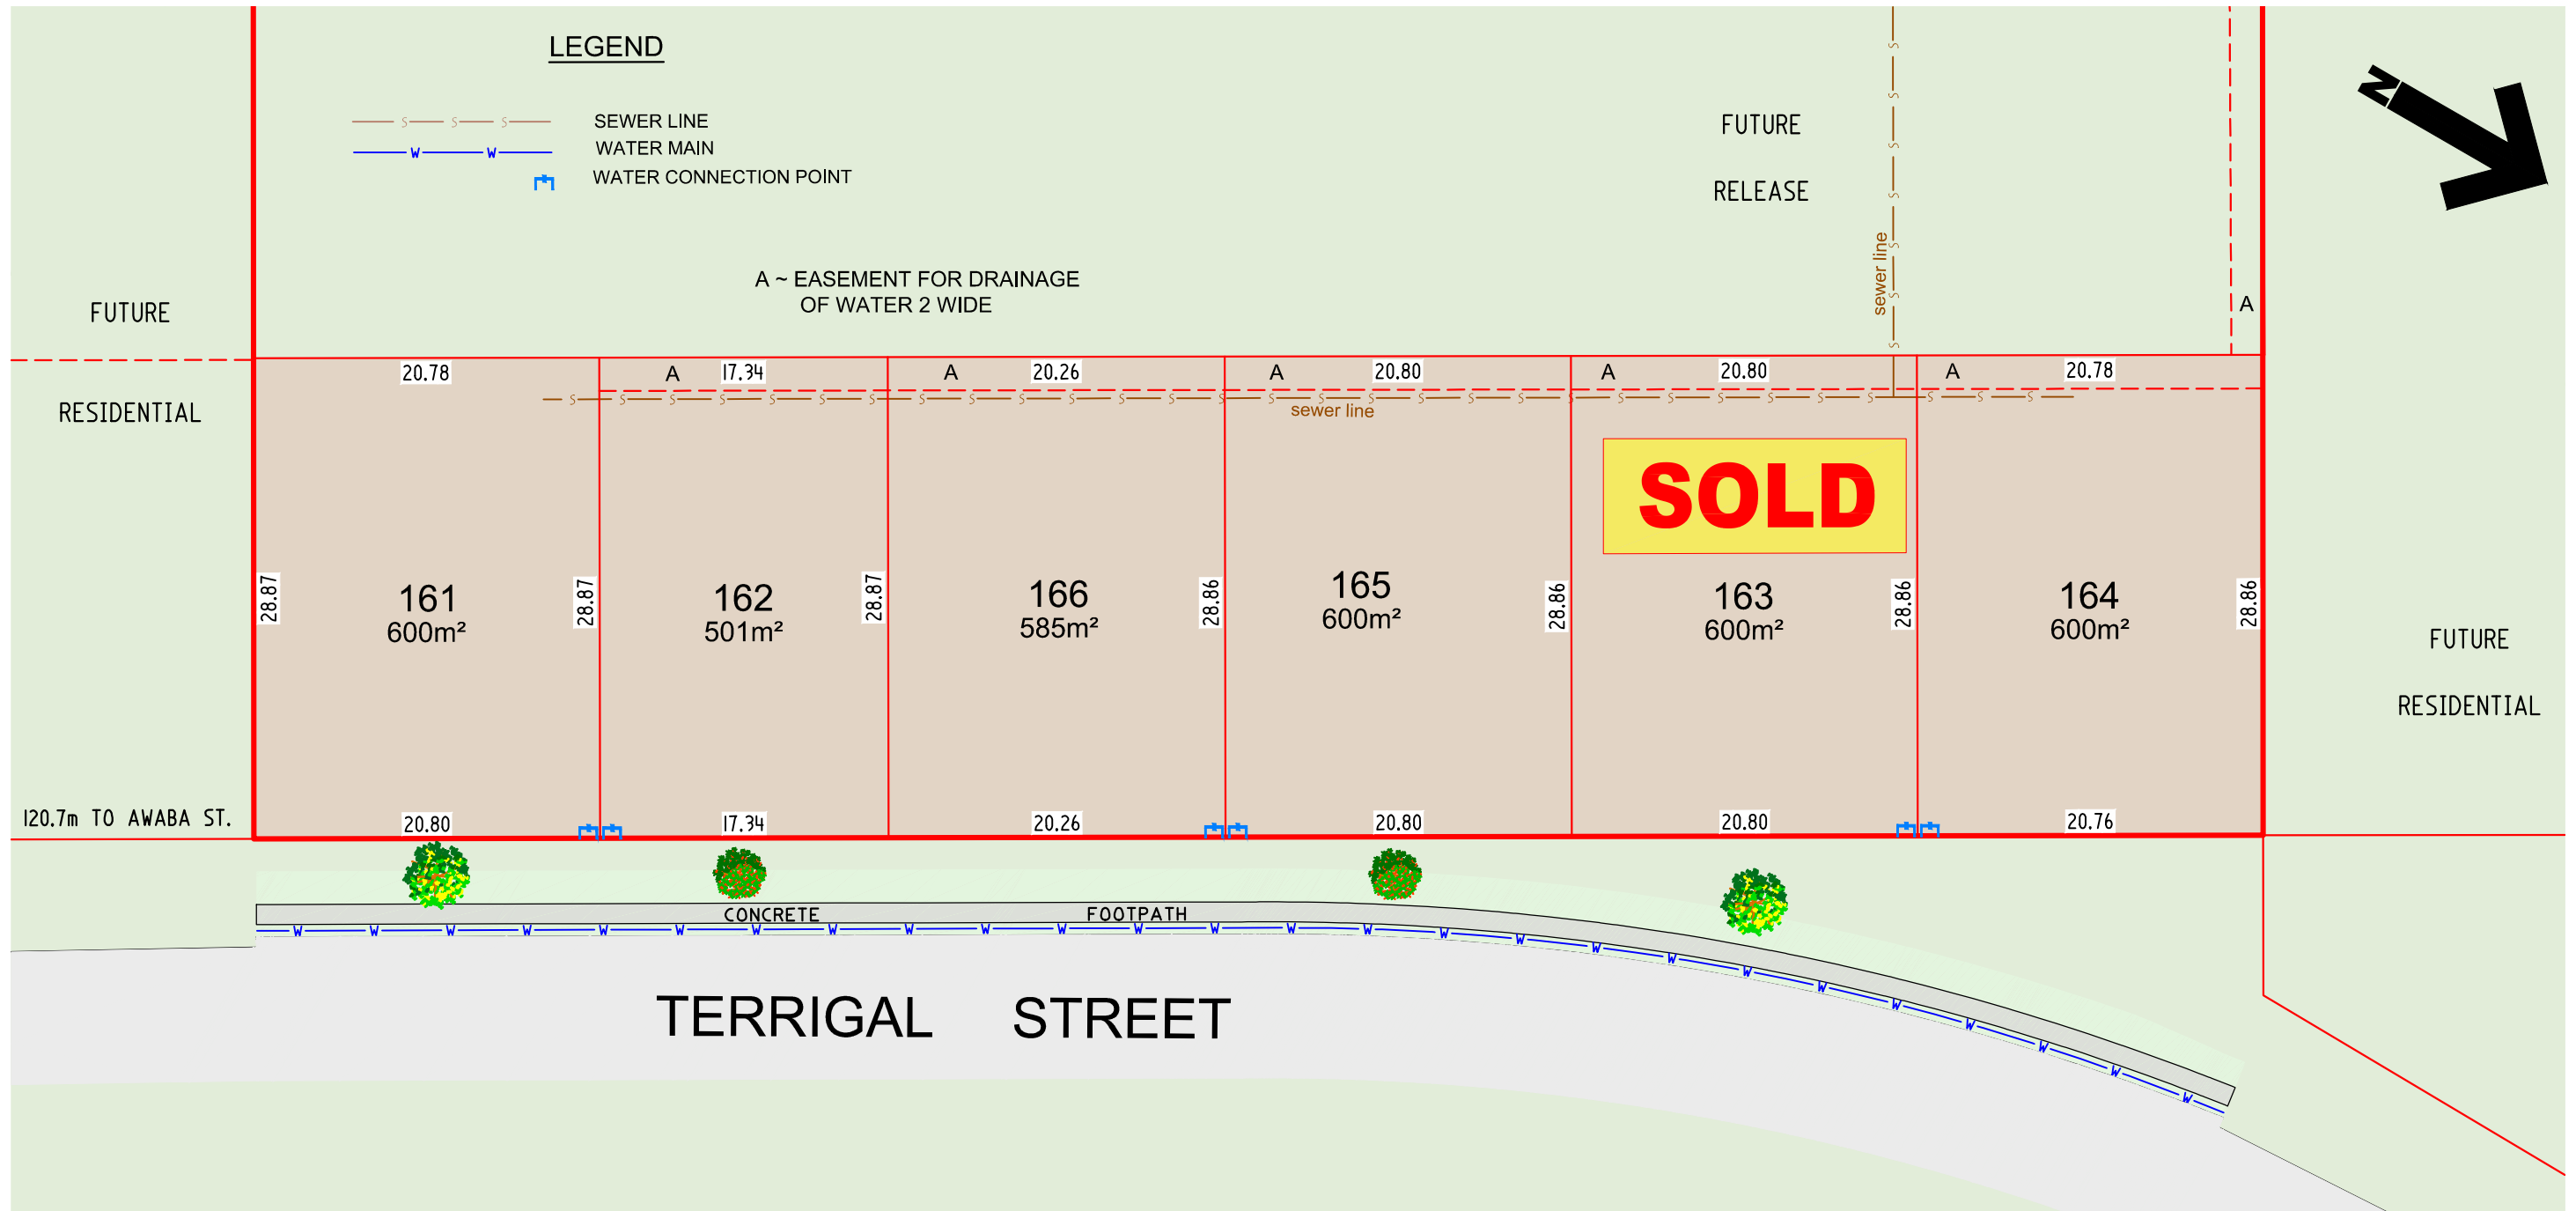 LEGEND
SEWER LINE
WATER MAIN
WATER CONNECTION POINT
N
FUTURE
RELEASE
sewer line
A ~ EASEMENT FOR DRAINAGE
OF WATER 2 WIDE
A
FUTURE
RESIDENTIAL
20.78
A 17.34
A 20.26
A 20.80
A 20.80
A 20.78
sewer line
SOLD
28.87
161
600m²
28.87
162
501m²
28.87
166
585m²
28.86
165
600m²
28.86
163
600m²
28.86
164
600m²
28.86
FUTURE
RESIDENTIAL
120.7m TO AWABA ST.
20.80
17.34
20.26
20.80
20.80
20.76
CONCRETE FOOTPATH
TERRIGAL STREET